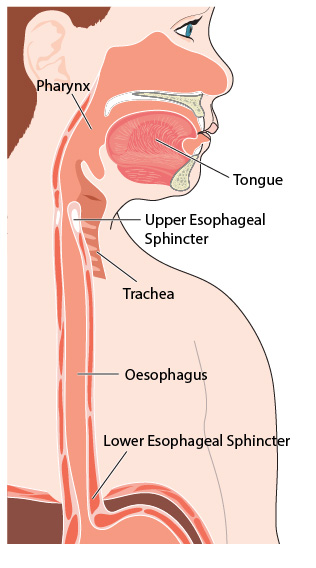 Pharynx
Tongue
Upper Esophageal
Sphincter
Trachea
Oesophagus
Lower Esophageal Sphincter